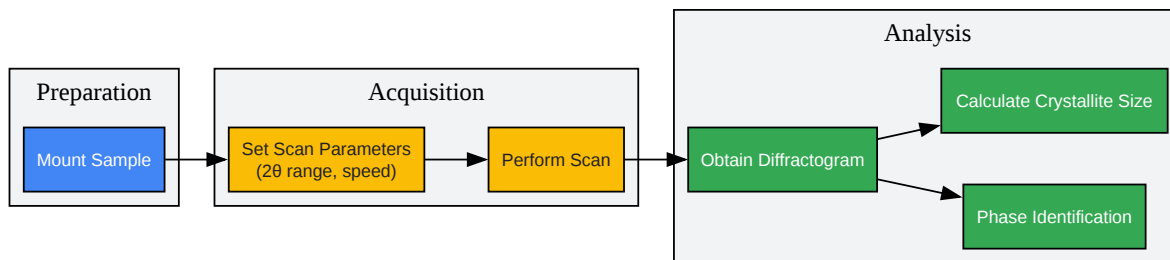 Preparation
Mount Sample
Acquisition
Set Scan Parameters
(2θ range, speed)
Perform Scan
Analysis
Obtain Diffractogram
Calculate Crystallite Size
Phase Identification